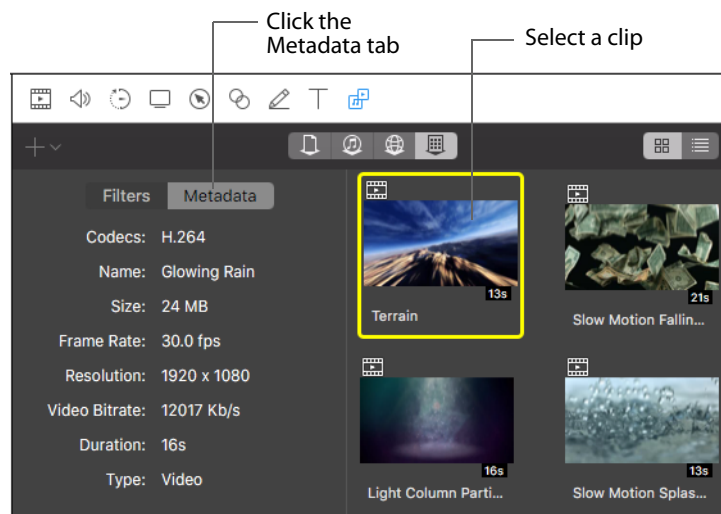 Click the
Metadata tab
Select a clip
Filters
Metadata
Codecs: H.264
Name: Glowing Rain
Size: 24 MB
Frame Rate: 30.0 fps
Resolution: 1920 x 1080
Video Bitrate: 12017 Kb/s
Duration: 16s
Type: Video
13s
Terrain
21s
Slow Motion Fallin...
16s
Light Column Parti...
13s
Slow Motion Splas...